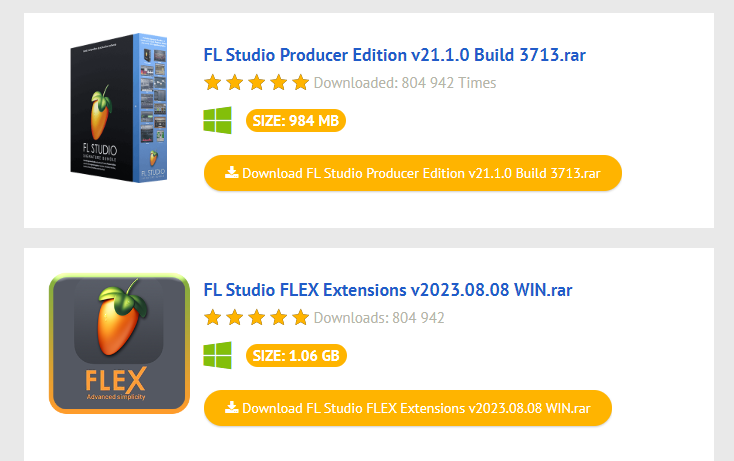 FL Studio Producer Edition v21.1.0 Build 3713.rar
Downloaded: 804 942 Times
SIZE: 984 MB
Download FL Studio Producer Edition v21.1.0 Build 3713.rar
FL STUDIO
SIGNATURE BUNDLE
FL STUDIO
FL Studio FLEX Extensions v2023.08.08 WIN.rar
Downloads: 804 942
SIZE: 1.06 GB
Download FL Studio FLEX Extensions v2023.08.08 WIN.rar
FLEX
Advanced simplicity